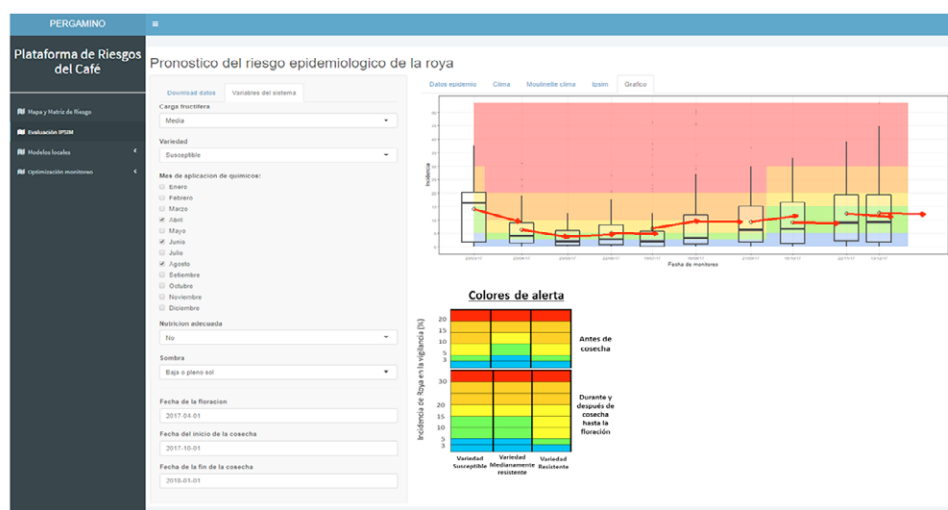 PERGAMINO
Plataforma de Riesgos
del Café
Mapa y Matriz de Riesgo
Evaluación IPSIM
Modelos locales
Optimización monitoreo
Pronostico del riesgo epidemiologico de la roya
Download datos
Variables del sistema
Carga fructifera
Media
Variedad
Susceptible
Mes de aplicacion de quimicos:
Enero
Febrero
Marzo
Abril
Mayo
Junio
Julio
Agosto
Setiembre
Octubre
Noviembre
Diciembre
Nutricion adecuada
No
Sombra
Baja o pleno sol
Fecha de la floracion
2017-04-01
Fecha del inicio de la cosecha
2017-10-01
Fecha de la fin de la cosecha
2018-01-01
Datos epidemio
Clima
Moulinette clima
Ipsim
Grafico
Incidencia
Fecha de monitoreo
Colores de alerta
Incidencia de Roya en la vigilancia (%)
20
15
10
5
3
Antes de
cosecha
30
20
15
10
5
3
Durante y
después de
cosecha
hasta la
floración
Variedad
Susceptible
Variedad
Medianamente
resistente
Variedad
Resistente